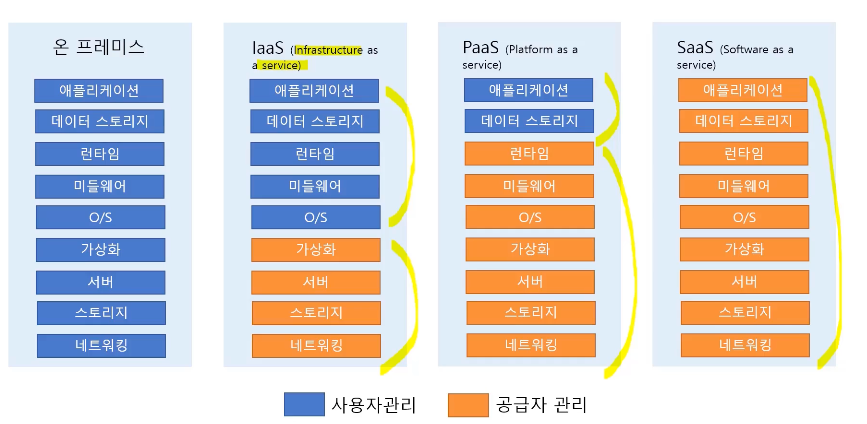 온 프레미스
애플리케이션
데이터 스토리지
런타임
미들웨어
O/S
가상화
서버
스토리지
네트워킹
IaaS (Infrastructure as
a service)
애플리케이션
데이터 스토리지
런타임
미들웨어
O/S
가상화
서버
스토리지
네트워킹
PaaS (Platform as a
service)
애플리케이션
데이터 스토리지
런타임
미들웨어
O/S
가상화
서버
스토리지
네트워킹
SaaS (Software as a
service)
애플리케이션
데이터 스토리지
런타임
미들웨어
O/S
가상화
서버
스토리지
네트워킹
사용자관리
공급자 관리